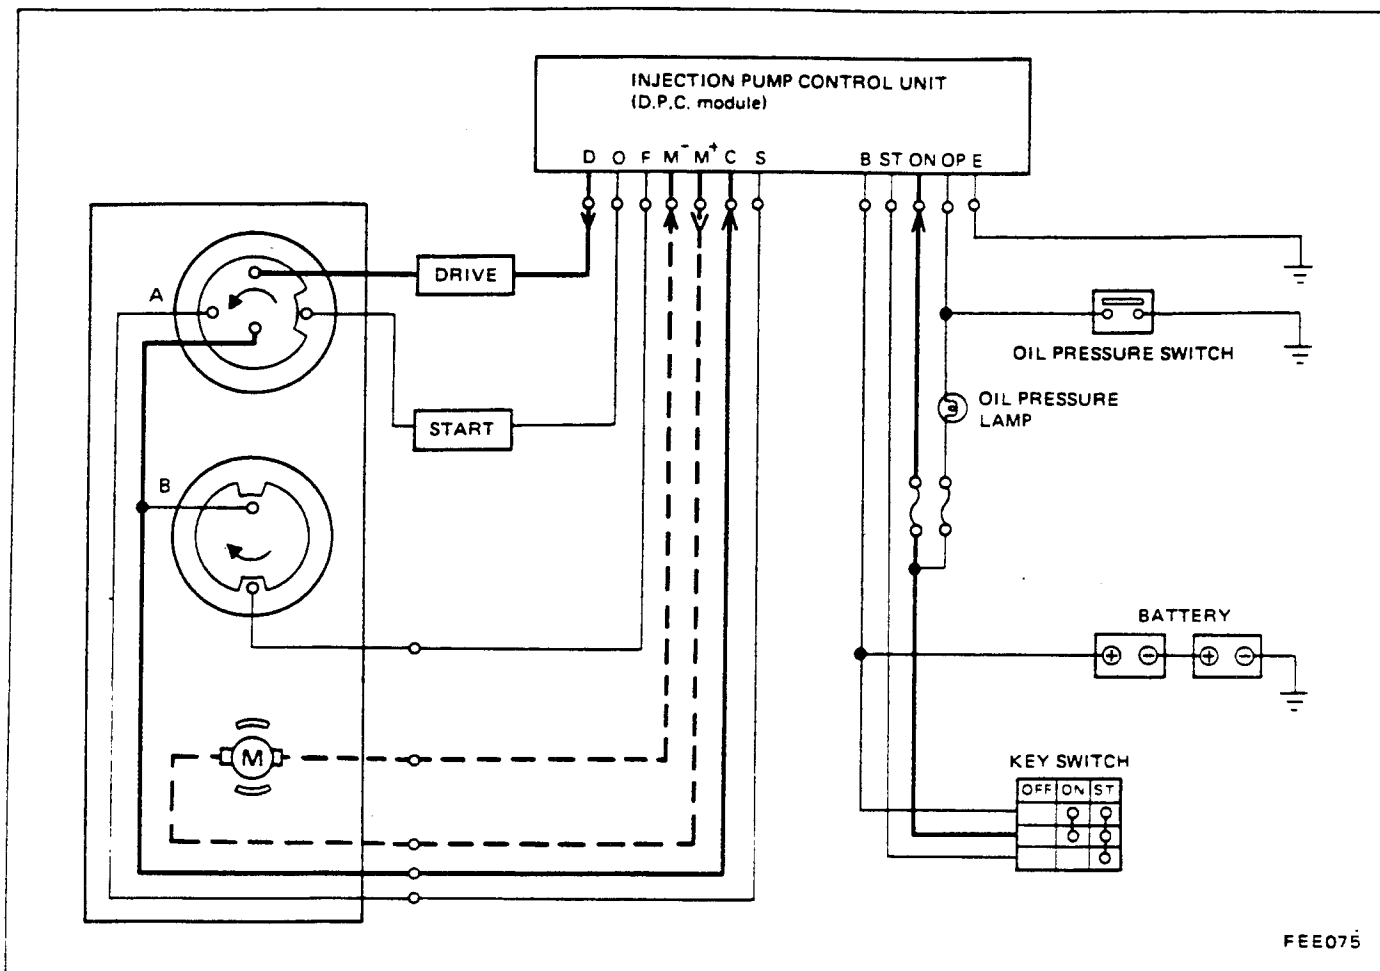 INJECTION PUMP CONTROL UNIT
(D.P.C. module)
D O F M⁻ M⁺ C S B ST ON OP E
A
DRIVE
OIL PRESSURE SWITCH
OIL PRESSURE
LAMP
START
B
BATTERY
⊕ ⊖ ⊕ ⊖
M
KEY SWITCH
OFF ON ST
FEE075